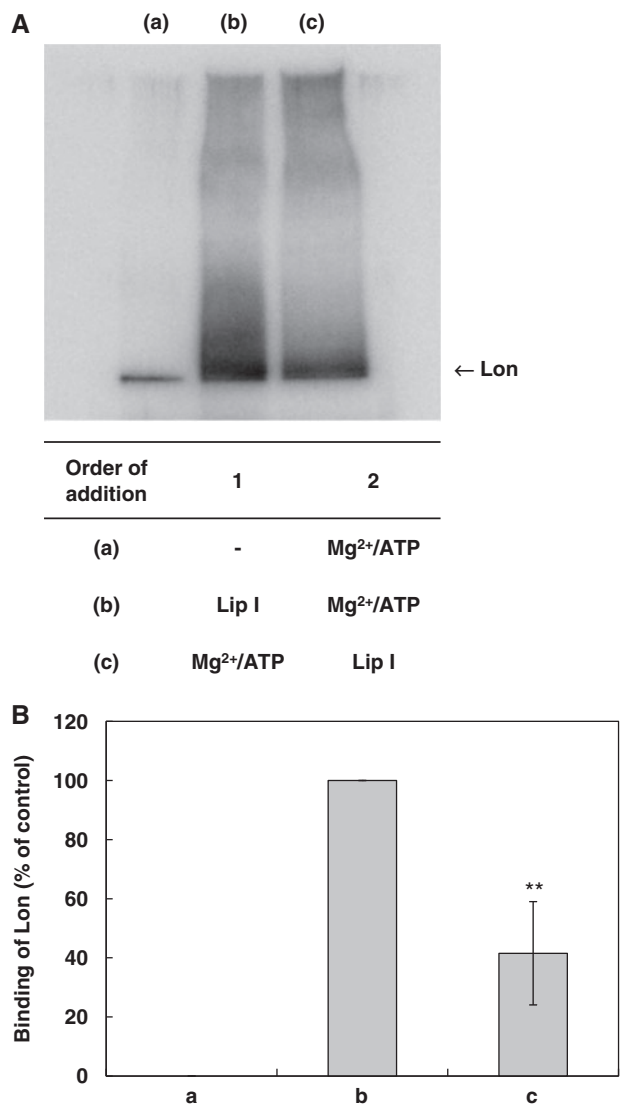 A (a) (b) (c)
← Lon
Order of addition 1 2
(a) - Mg²⁺/ATP
(b) Lip I Mg²⁺/ATP
(c) Mg²⁺/ATP Lip I
B
Binding of Lon (% of control)
120
100
80
60
40
20
0
**
a b c